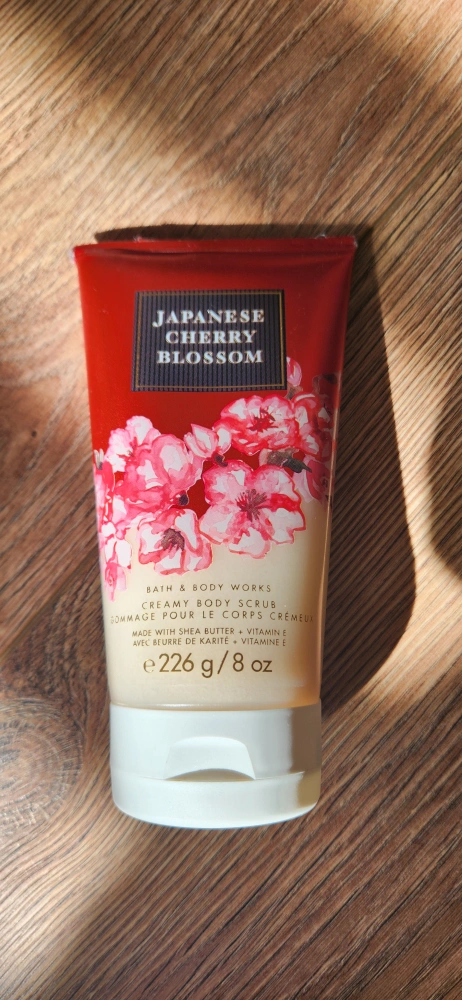 JAPANESE
CHERRY
BLOSSOM
BATH & BODY WORKS
CREAMY BODY SCRUB
GOMMAGE POUR LE CORPS CRÉMEUX
MADE WITH SHEA BUTTER + VITAMIN E
AVEC BEURRE DE KARITÉ + VITAMINE E
℮226 g/8 oz